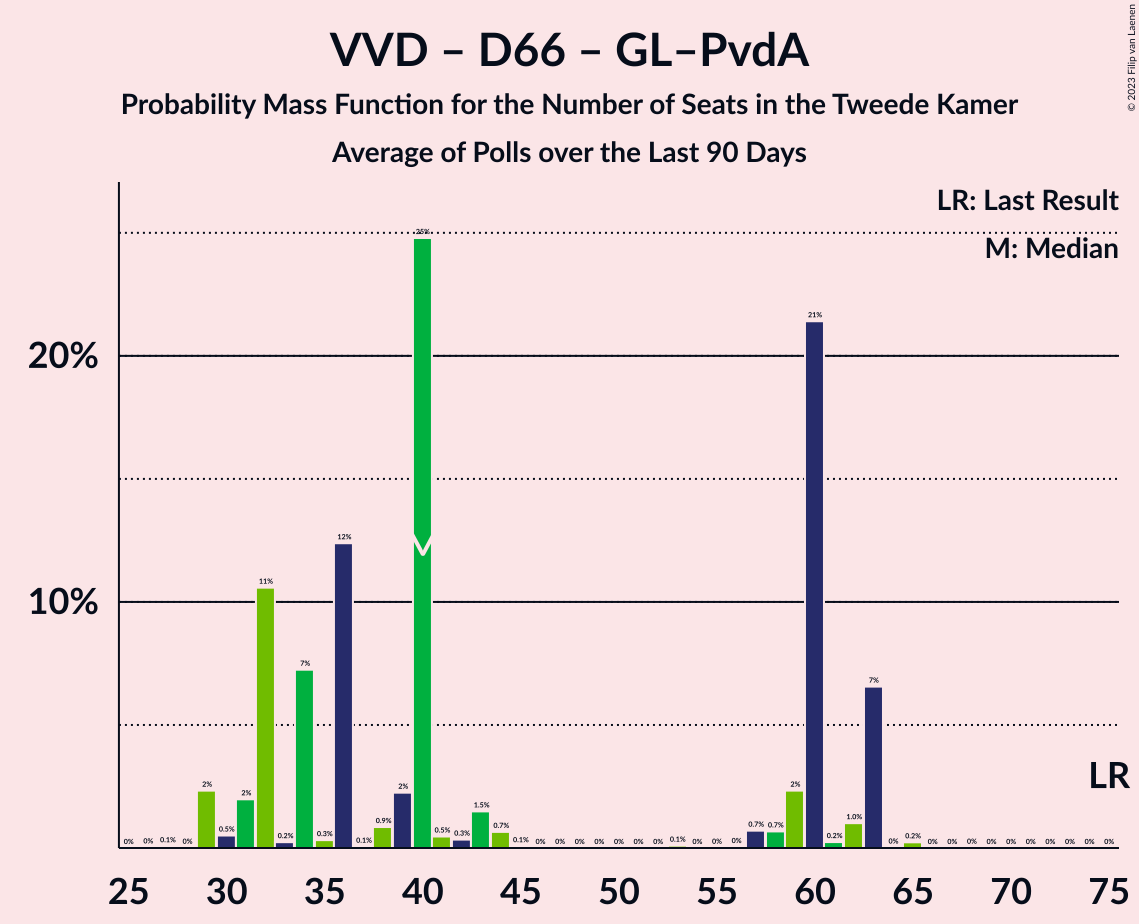 VVD – D66 – GL–PvdA
Probability Mass Function for the Number of Seats in the Tweede Kamer
Average of Polls over the Last 90 Days
© 2023 Filip van Laenen
LR: Last Result
M: Median
20%
10%
0% 0% 0.1% 0% 2% 0.5% 2% 11% 0.2% 7% 0.3% 12% 0.1% 0.9% 2% 25% 0.5% 0.3% 1.5% 0.7% 0.1% 0% 0% 0% 0% 0% 0% 0% 0.1% 0% 0% 0% 0.7% 0.7% 2% 21% 0.2% 1.0% 7% 0% 0.2% 0% 0% 0% 0% 0% 0% 0% 0% 0% 0%
LR
25 30 35 40 45 50 55 60 65 70 75